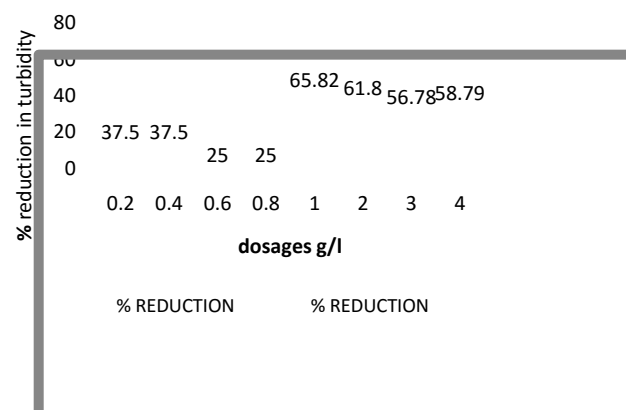 % reduction in turbidity
80
60
40
20
0
65.82 61.8 56.78 58.79
37.5 37.5 25 25
0.2 0.4 0.6 0.8 1 2 3 4
dosages g/l
% REDUCTION % REDUCTION